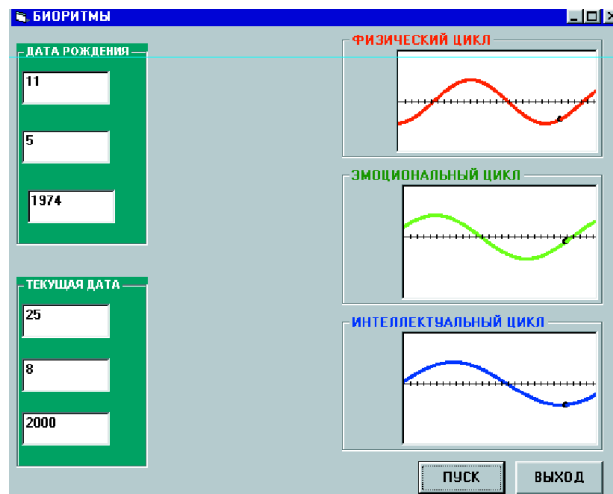 БИОРИТМЫ
ДАТА РОЖДЕНИЯ
11
5
1974
ТЕКУЩАЯ ДАТА
25
8
2000
ФИЗИЧЕСКИЙ ЦИКЛ
ЭМОЦИОНАЛЬНЫЙ ЦИКЛ
ИНТЕЛЛЕКТУАЛЬНЫЙ ЦИКЛ
ПУСК ВЫХОД